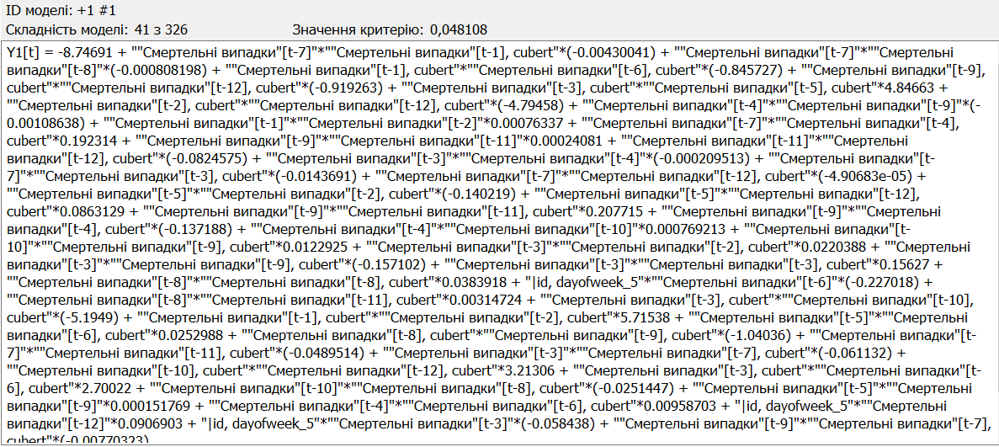 ID моделі: +1 #1
Складність моделі: 41 з 326 Значення критерію: 0,048108
Y1[t] = -8.74691 + ""Смертельні випадки"[t-7]"*""Смертельні випадки"[t-1], cubert"*(-0.00430041) + ""Смертельні випадки"[t-7]"*""Смертельні
випадки"[t-8]"*(-0.000808198) + ""Смертельні випадки"[t-1], cubert"*""Смертельні випадки"[t-6], cubert"*(-0.845727) + ""Смертельні випадки"[t-9],
cubert"*""Смертельні випадки"[t-12], cubert"*(-0.919263) + ""Смертельні випадки"[t-3], cubert"*""Смертельні випадки"[t-5], cubert"*4.84663 +
""Смертельні випадки"[t-2], cubert"*""Смертельні випадки"[t-12], cubert"*(-4.79458) + ""Смертельні випадки"[t-4]"*""Смертельні випадки"[t-9]"*(-
0.00108638) + ""Смертельні випадки"[t-1]"*""Смертельні випадки"[t-2]"*0.00076337 + ""Смертельні випадки"[t-7]"*""Смертельні випадки"[t-4],
cubert"*0.192314 + ""Смертельні випадки"[t-9]"*""Смертельні випадки"[t-11]"*0.00024081 + ""Смертельні випадки"[t-11]"*""Смертельні
випадки"[t-12], cubert"*(-0.0824575) + ""Смертельні випадки"[t-3]"*""Смертельні випадки"[t-4]"*(-0.000209513) + ""Смертельні випадки"[t-
7]"*""Смертельні випадки"[t-3], cubert"*(-0.0143691) + ""Смертельні випадки"[t-7]"*""Смертельні випадки"[t-12]"*(-4.90683e-05) +
""Смертельні випадки"[t-5]"*""Смертельні випадки"[t-2], cubert"*(-0.140219) + ""Смертельні випадки"[t-5]"*""Смертельні випадки"[t-12],
cubert"*0.0863129 + ""Смертельні випадки"[t-9]"*""Смертельні випадки"[t-11], cubert"*0.207715 + ""Смертельні випадки"[t-9]"*""Смертельні
випадки"[t-4], cubert"*(-0.137188) + ""Смертельні випадки"[t-4]"*""Смертельні випадки"[t-10]"*0.000769213 + ""Смертельні випадки"[t-
10]"*""Смертельні випадки"[t-9], cubert"*0.0122925 + ""Смертельні випадки"[t-3]"*""Смертельні випадки"[t-2], cubert"*0.0220388 + ""Смертельні
випадки"[t-3]"*""Смертельні випадки"[t-9], cubert"*(-0.157102) + ""Смертельні випадки"[t-3]"*""Смертельні випадки"[t-3], cubert"*0.15627 +
""Смертельні випадки"[t-8]"*""Смертельні випадки"[t-8], cubert"*0.0383918 + "|id, dayofweek_5"*""Смертельні випадки"[t-6]"*(-0.227018) +
""Смертельні випадки"[t-8]"*""Смертельні випадки"[t-11], cubert"*0.00314724 + ""Смертельні випадки"[t-3], cubert"*""Смертельні випадки"[t-10],
cubert"*(-5.1949) + ""Смертельні випадки"[t-1], cubert"*""Смертельні випадки"[t-2], cubert"*5.71538 + ""Смертельні випадки"[t-5]"*""Смертельні
випадки"[t-6], cubert"*0.0252988 + ""Смертельні випадки"[t-8], cubert"*""Смертельні випадки"[t-9], cubert"*(-1.04036) + ""Смертельні випадки"[t-
7]"*""Смертельні випадки"[t-11], cubert"*(-0.0489514) + ""Смертельні випадки"[t-3]"*""Смертельні випадки"[t-7], cubert"*(-0.061132) +
""Смертельні випадки"[t-10], cubert"*""Смертельні випадки"[t-12], cubert"*3.21306 + ""Смертельні випадки"[t-3], cubert"*""Смертельні випадки"[t-
6], cubert"*2.70022 + ""Смертельні випадки"[t-10]"*""Смертельні випадки"[t-8], cubert"*(-0.0251447) + ""Смертельні випадки"[t-5]"*""Смертельні
випадки"[t-9]"*0.000151769 + ""Смертельні випадки"[t-4]"*""Смертельні випадки"[t-6], cubert"*0.00958703 + "|id, dayofweek_5"*""Смертельні
випадки"[t-12]"*0.0906903 + "|id, dayofweek_5"*""Смертельні випадки"[t-3]"*(-0.058438) + ""Смертельні випадки"[t-9]"*""Смертельні випадки"[t-7],
cubert"*(-0.00770323)